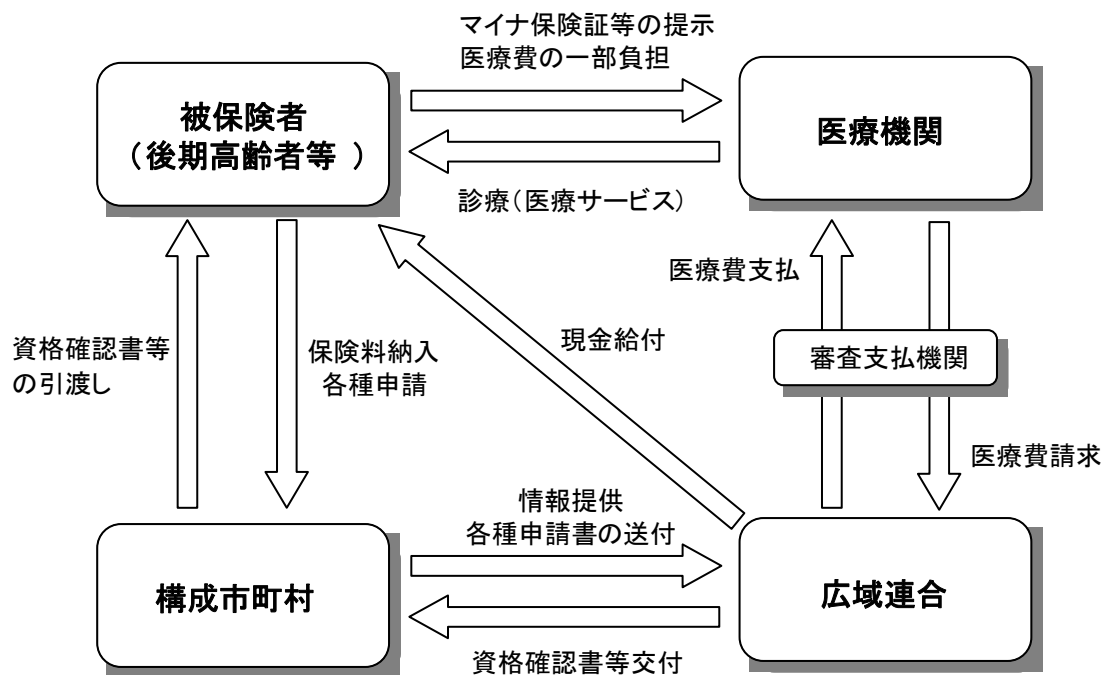 マイナ保険証等の提示
医療費の一部負担
被保険者
（後期高齢者等 ）
医療機関
診療（医療サービス）
医療費支払
資格確認書等
の引渡し
保険料納入
各種申請
現金給付
審査支払機関
医療費請求
情報提供
各種申請書の送付
構成市町村
広域連合
資格確認書等交付